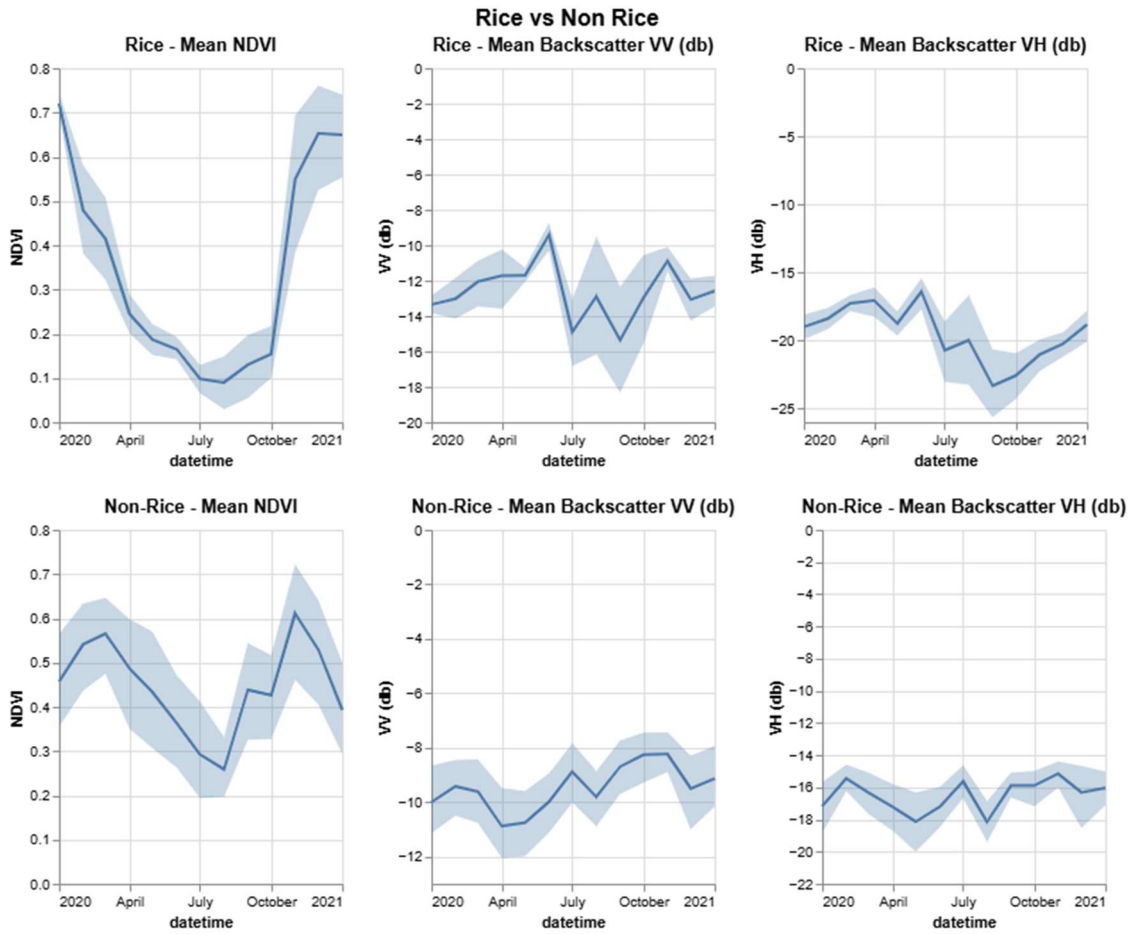 Rice vs Non Rice
Rice - Mean NDVI
0.8
0.7
0.6
0.5
0.4
0.3
0.2
0.1
0.0
NDVI
2020 April July October 2021
datetime
Rice - Mean Backscatter VV (db)
0
−2
−4
−6
−8
−10
−12
−14
−16
−18
−20
VV (db)
2020 April July October 2021
datetime
Rice - Mean Backscatter VH (db)
0
−5
−10
−15
−20
−25
VH (db)
2020 April July October 2021
datetime
Non-Rice - Mean NDVI
0.8
0.7
0.6
0.5
0.4
0.3
0.2
0.1
0.0
NDVI
2020 April July October 2021
datetime
Non-Rice - Mean Backscatter VV (db)
0
−2
−4
−6
−8
−10
−12
VV (db)
2020 April July October 2021
datetime
Non-Rice - Mean Backscatter VH (db)
0
−2
−4
−6
−8
−10
−12
−14
−16
−18
−20
−22
VH (db)
2020 April July October 2021
datetime